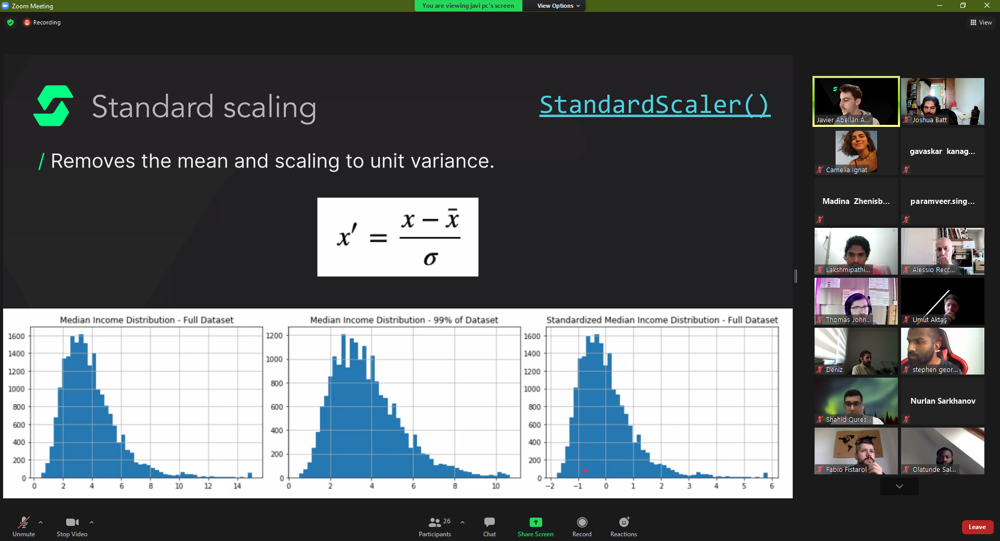 Zoom Meeting
You are viewing javi pc's screen
View Options
Recording
View
Standard scaling
StandardScaler()
/ Removes the mean and scaling to unit variance.
x′ = (x − x̄) / σ
Median Income Distribution - Full Dataset
1600
1400
1200
1000
800
600
400
200
0
0 2 4 6 8 10 12 14
Median Income Distribution - 99% of Dataset
1200
1000
800
600
400
200
0
0 2 4 6 8 10
Standardized Median Income Distribution - Full Dataset
1600
1400
1200
1000
800
600
400
200
0
−2 −1 0 1 2 3 4 5 6
Javier Abellán A...
Joshua Batt
Camelia Ignat
gavaskar kanag...
Madina Zhenisb...
paramveer.sing...
Lakshmipathi...
Alessio Recc...
Thomas John...
Umut Aktaş
Deniz
stephen geor...
Shahid Qures...
Nurlan Sarkhanov
Fabio Fistarol
Olatunde Sal...
Unmute
Stop Video
26
Participants
Chat
Share Screen
Record
Reactions
Leave